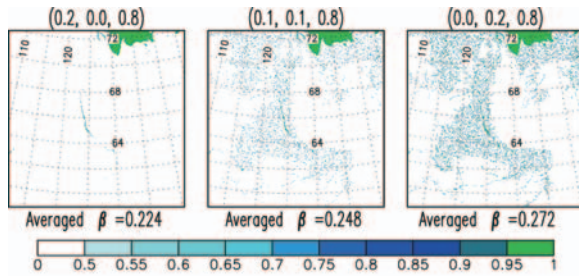 (0.2, 0.0, 0.8) (0.1, 0.1, 0.8) (0.0, 0.2, 0.8)
110 120 72 110 120 72 110 120 72
68 68 68
64 64 64
Averaged β =0.224 Averaged β =0.248 Averaged β =0.272
0 0.5 0.6 0.7 0.8 0.9 1
0.55 0.65 0.75 0.85 0.95